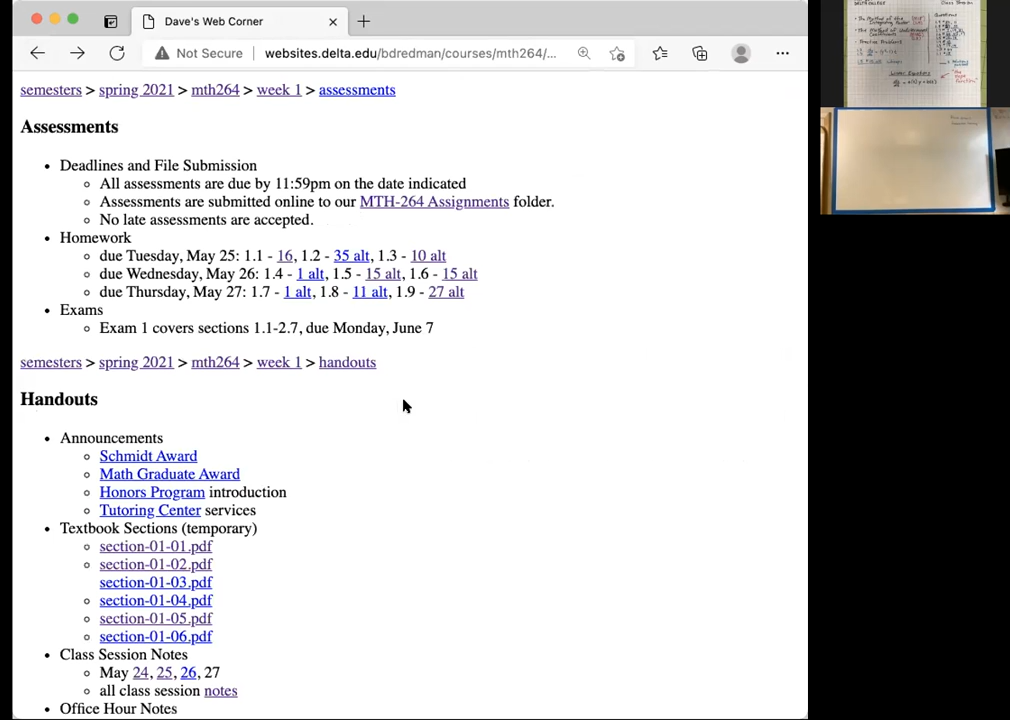 Dave's Web Corner
Not Secure
websites.delta.edu/bdredman/courses/mth264/...
semesters > spring 2021 > mth264 > week 1 > assessments
Assessments
Deadlines and File Submission
All assessments are due by 11:59pm on the date indicated
Assessments are submitted online to our MTH-264 Assignments folder.
No late assessments are accepted.
Homework
due Tuesday, May 25: 1.1 - 16, 1.2 - 35 alt, 1.3 - 10 alt
due Wednesday, May 26: 1.4 - 1 alt, 1.5 - 15 alt, 1.6 - 15 alt
due Thursday, May 27: 1.7 - 1 alt, 1.8 - 11 alt, 1.9 - 27 alt
Exams
Exam 1 covers sections 1.1-2.7, due Monday, June 7
semesters > spring 2021 > mth264 > week 1 > handouts
Handouts
Announcements
Schmidt Award
Math Graduate Award
Honors Program introduction
Tutoring Center services
Textbook Sections (temporary)
section-01-01.pdf
section-01-02.pdf
section-01-03.pdf
section-01-04.pdf
section-01-05.pdf
section-01-06.pdf
Class Session Notes
May 24, 25, 26, 27
all class session notes
Office Hour Notes
Questions
Linear Equations